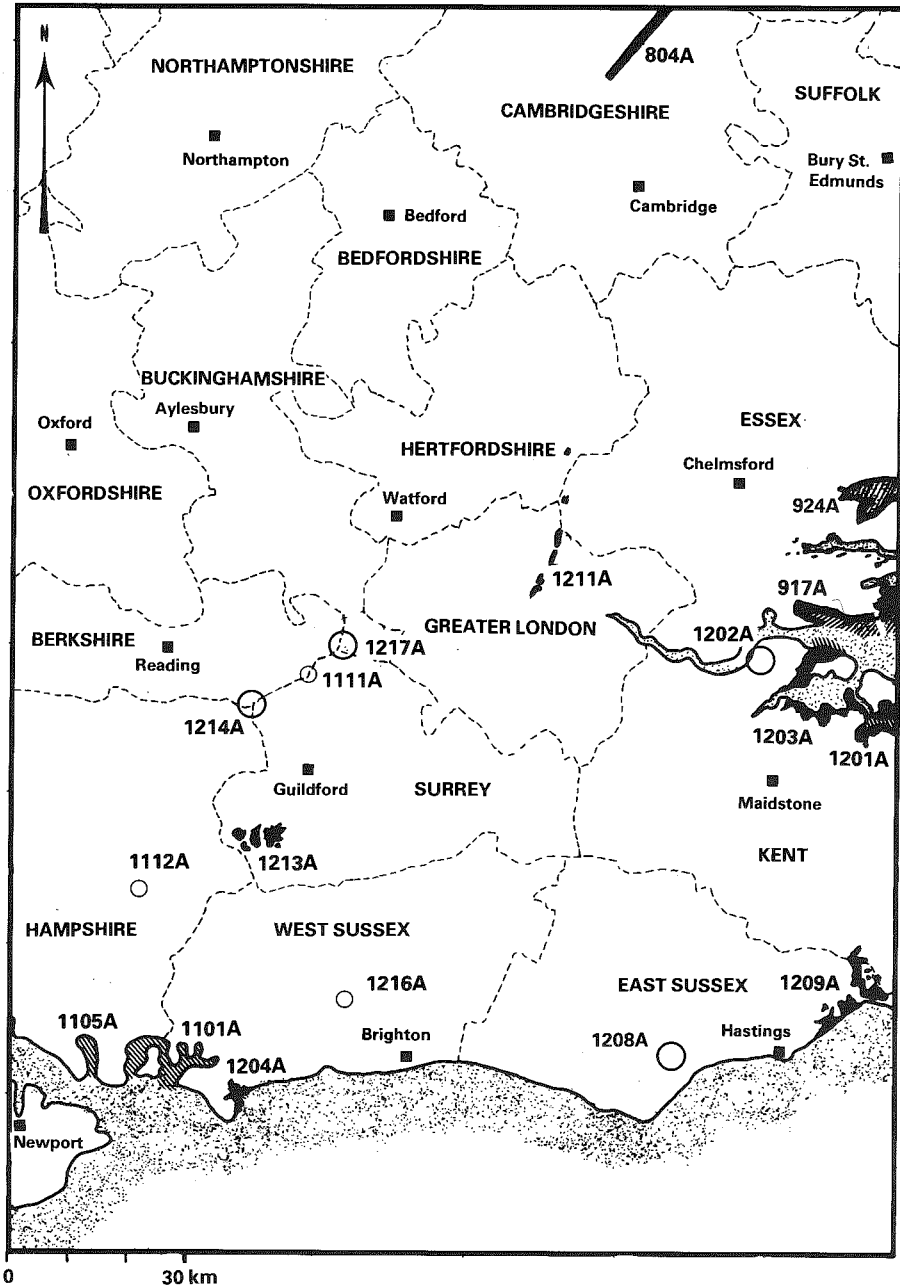 N
804A
NORTHAMPTONSHIRE
SUFFOLK
CAMBRIDGESHIRE
Northampton
Bury St.
Edmunds
Cambridge
Bedford
BEDFORDSHIRE
BUCKINGHAMSHIRE
Aylesbury
Oxford
ESSEX
HERTFORDSHIRE
Chelmsford
OXFORDSHIRE
Watford
924A
1211A
917A
GREATER LONDON
1202A
BERKSHIRE
1217A
Reading
1111A
1214A
1203A
1201A
Guildford
SURREY
Maidstone
1213A
KENT
1112A
HAMPSHIRE
WEST SUSSEX
1216A
EAST SUSSEX
1209A
1105A
1101A
Brighton
1208A
Hastings
1204A
Newport
0
30 km